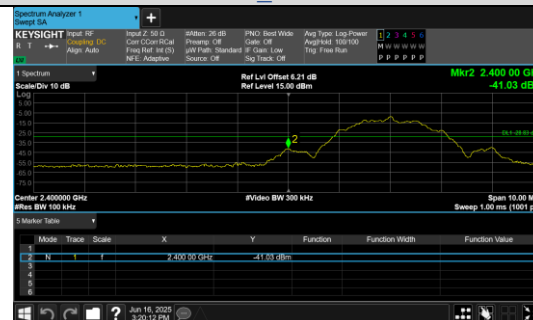 Spectrum Analyzer 1
Swept SA
+
KEYSIGHT Input: RF Input Z: 50 Ω #Atten: 26 dB PNO: Best Wide Avg Type: Log-Power 1 2 3 4 5 6
R T Coupling: DC Corr CCorr RCal Preamp: Off Gate: Off Avg|Hold: 100/100 M W W W W W
Align: Auto Freq Ref: Int (S) µW Path: Standard IF Gain: Low Trig: Free Run P P P P P P
NFE: Adaptive Source: Off Sig Track: Off
1 Spectrum Ref Lvl Offset 6.21 dB Mkr2 2.400 00 GH
Scale/Div 10 dB Ref Level 15.00 dBm -41.03 dB
Log
5.00
-5.00
-15.0
-25.0
DL1 -28.83
-35.0
2
-45.0
-55.0
-65.0
-75.0
Center 2.400000 GHz #Video BW 300 kHz Span 10.00 M
#Res BW 100 kHz Sweep 1.00 ms (1001 p
5 Marker Table
Mode Trace Scale X Y Function Function Width Function Value
1
2 N 1 f 2.400 00 GHz -41.03 dBm
3
4
5
6
? Jun 16, 2025
3:20:12 PM